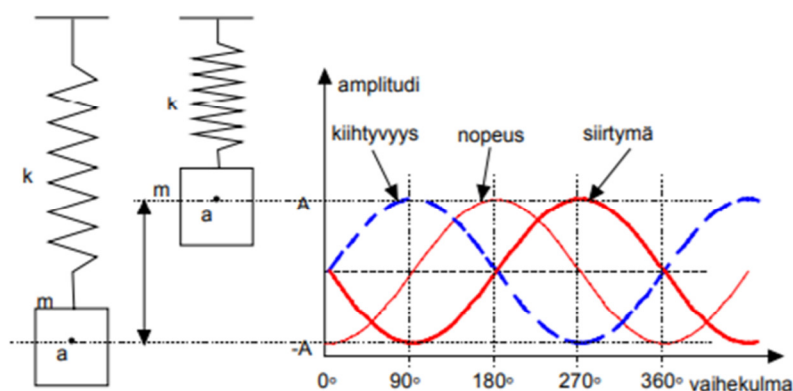 amplitudi
kiihtyvyys nopeus siirtymä
k
k
m
a
A
m
a
-A
0° 90° 180° 270° 360° vaihekulma